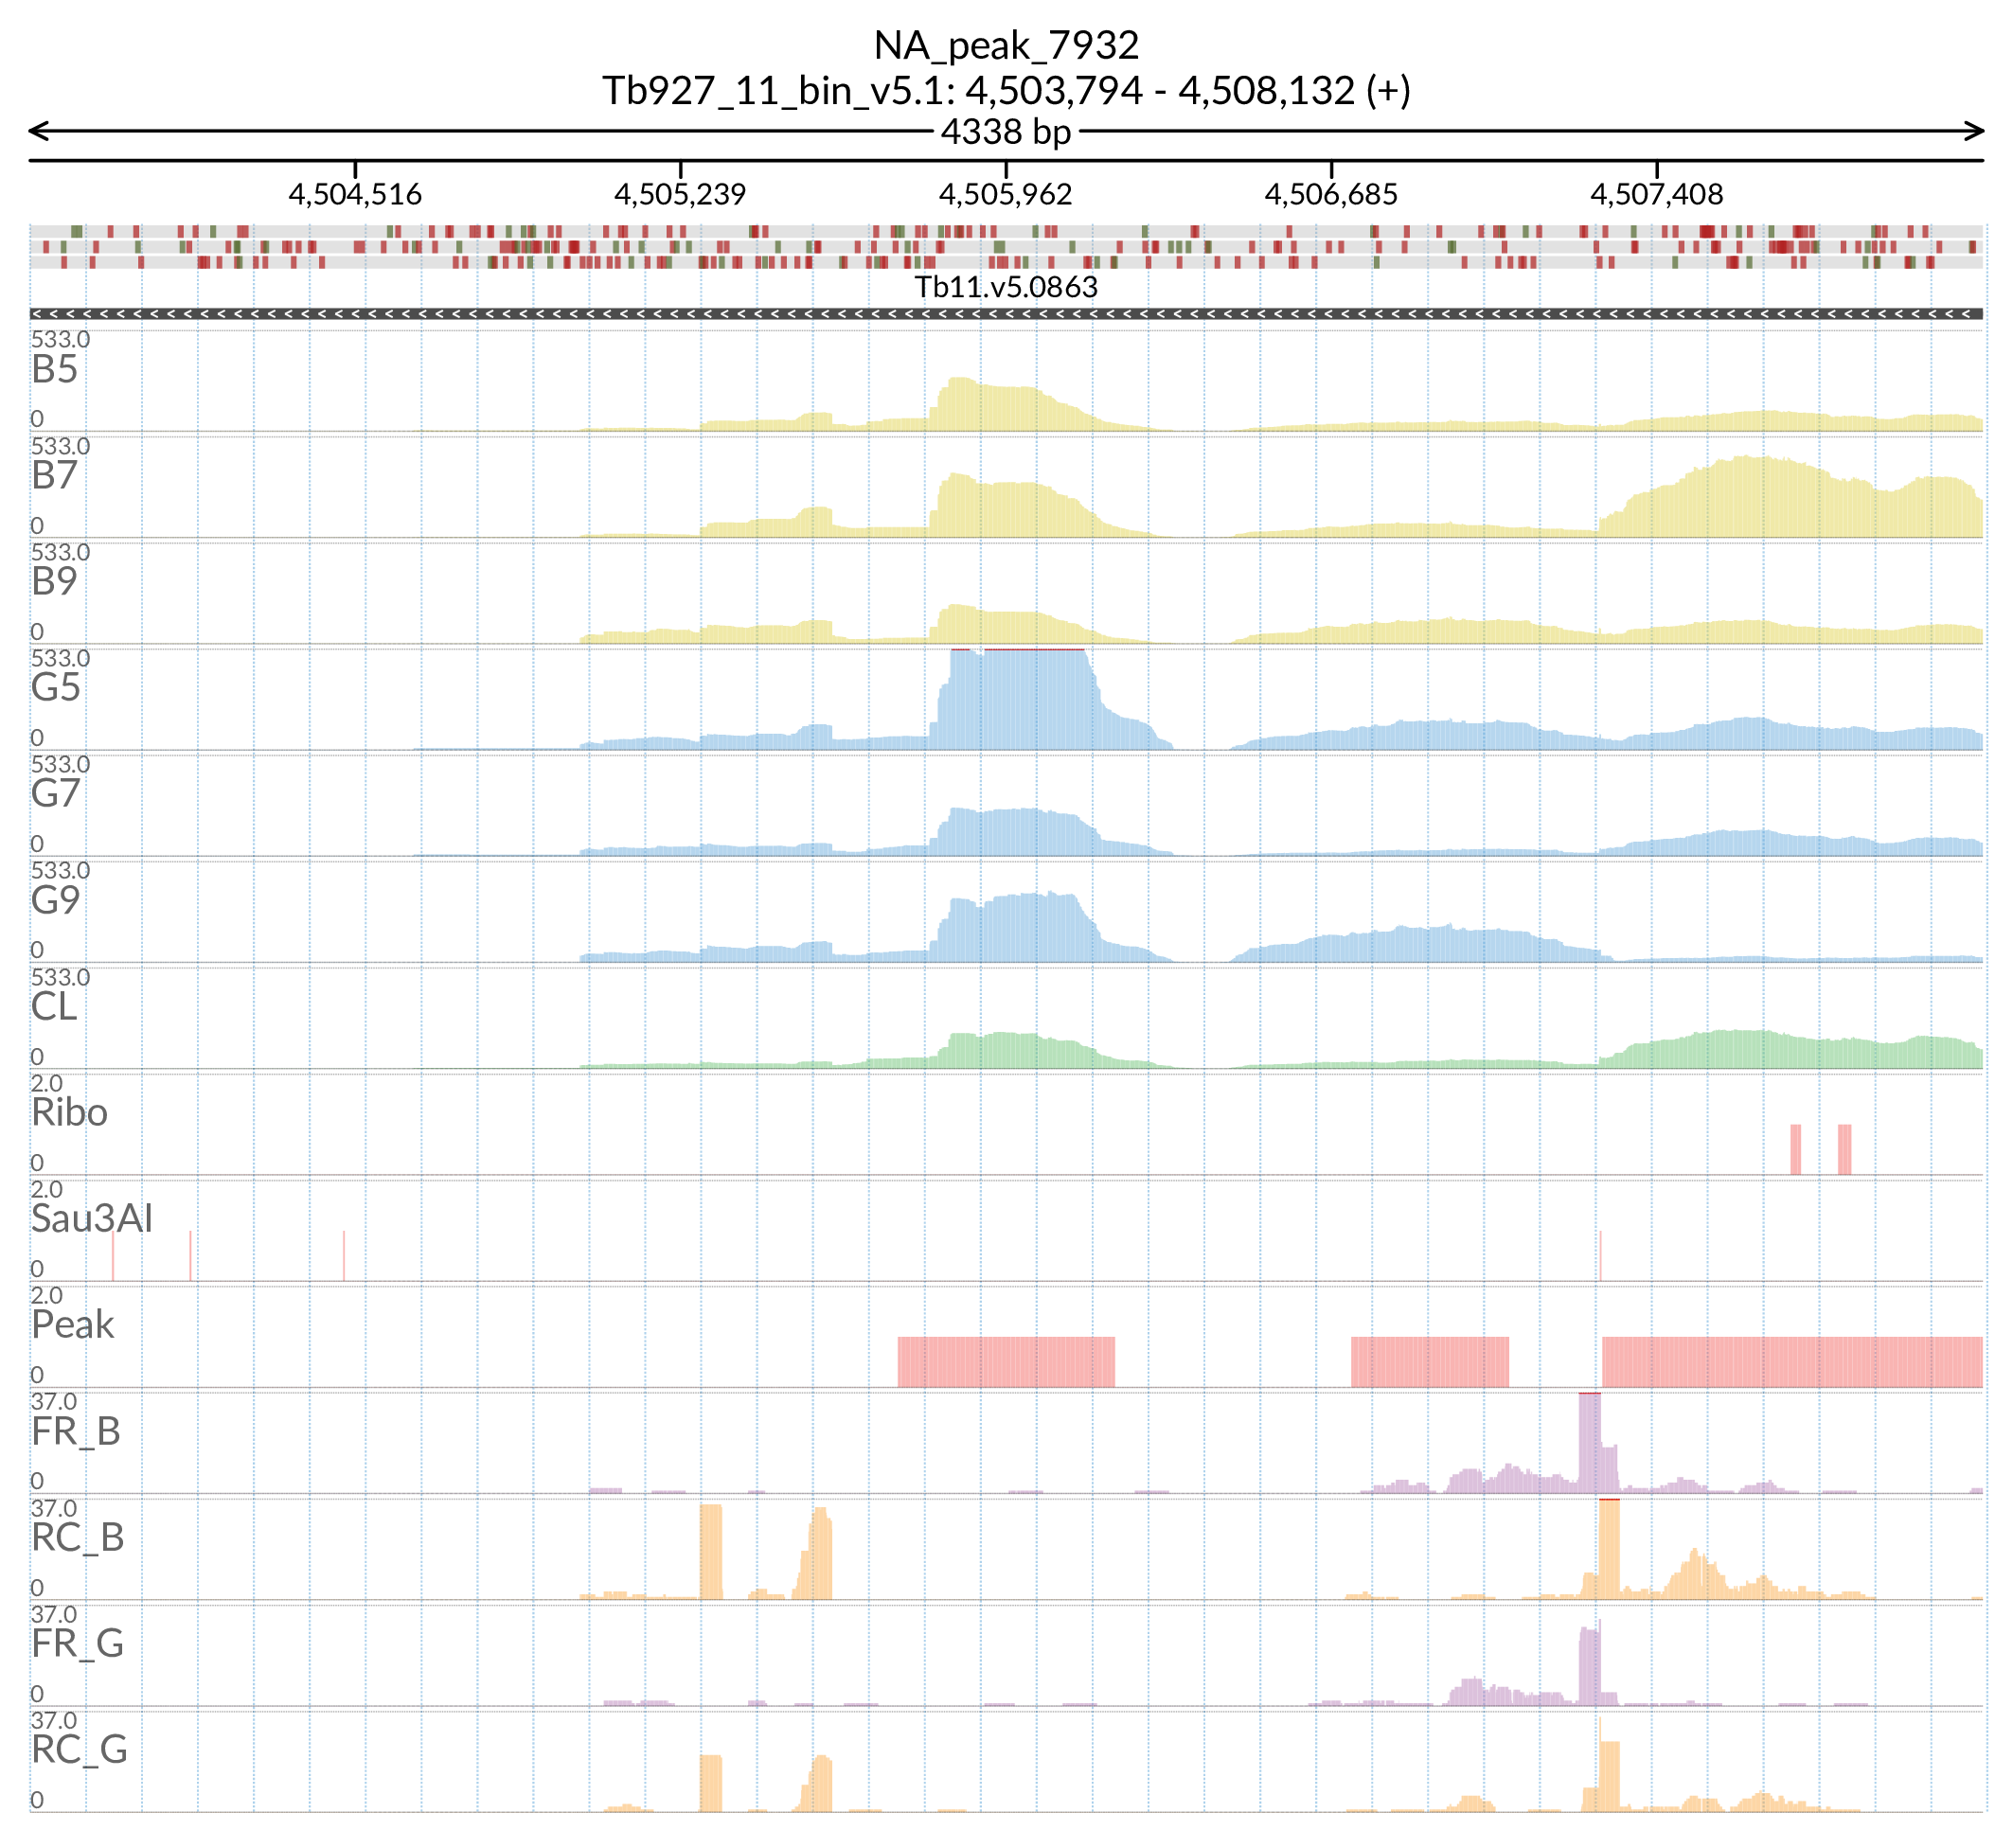 NA_peak_7932
Tb927_11_bin_v5.1: 4,503,794 - 4,508,132 (+)
4338 bp
4,504,516 4,505,239 4,505,962 4,506,685 4,507,408
Tb11.v5.0863
533.0
B5
0
533.0
B7
0
533.0
B9
0
533.0
G5
0
533.0
G7
0
533.0
G9
0
533.0
CL
0
2.0
Ribo
0
2.0
Sau3AI
0
2.0
Peak
0
37.0
FR_B
0
37.0
RC_B
0
37.0
FR_G
0
37.0
RC_G
0